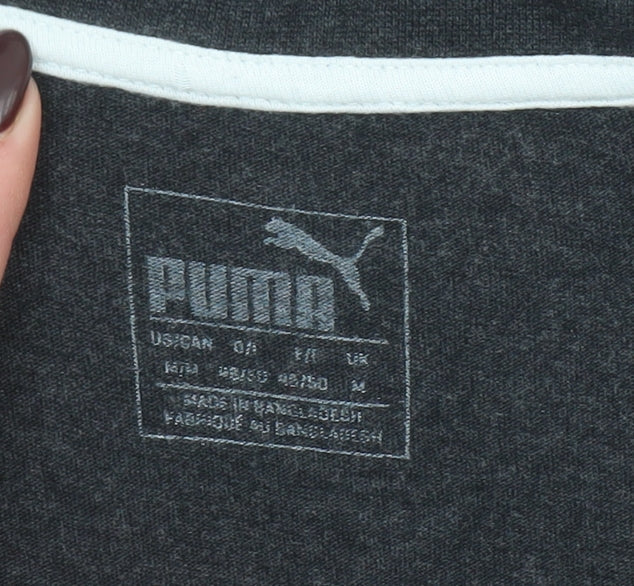 PUMA
US/CAN D/I F/I UK
M/M 48/50 48/50 M
MADE IN BANGLADESH
FABRIQUÉ AU BANGLADESH